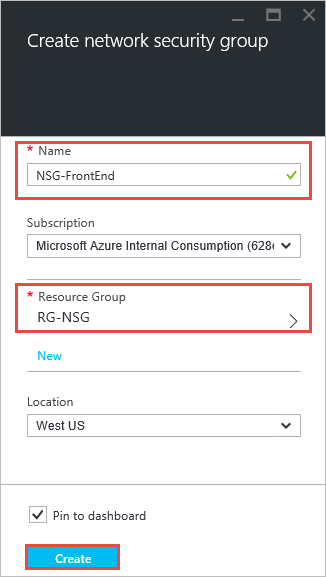 Create network security group
* Name
NSG-FrontEnd
Subscription
Microsoft Azure Internal Consumption (628
* Resource Group
RG-NSG
New
Location
West US
Pin to dashboard
Create